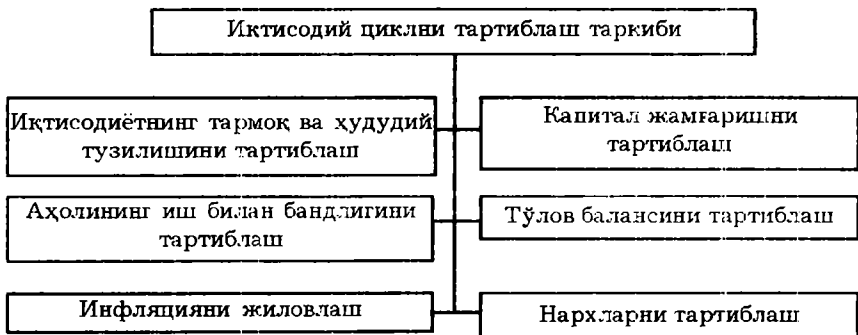 Иқтисодий циклни тартиблаш таркиби
Иқтисодиётнинг тармоқ ва ҳудудий
тузилишини тартиблаш
Капитал жамғаришни
тартиблаш
Аҳолининг иш билан бандлигини
тартиблаш
Тўлов балансини тартиблаш
Инфляцияни жиловлаш
Нархларни тартиблаш